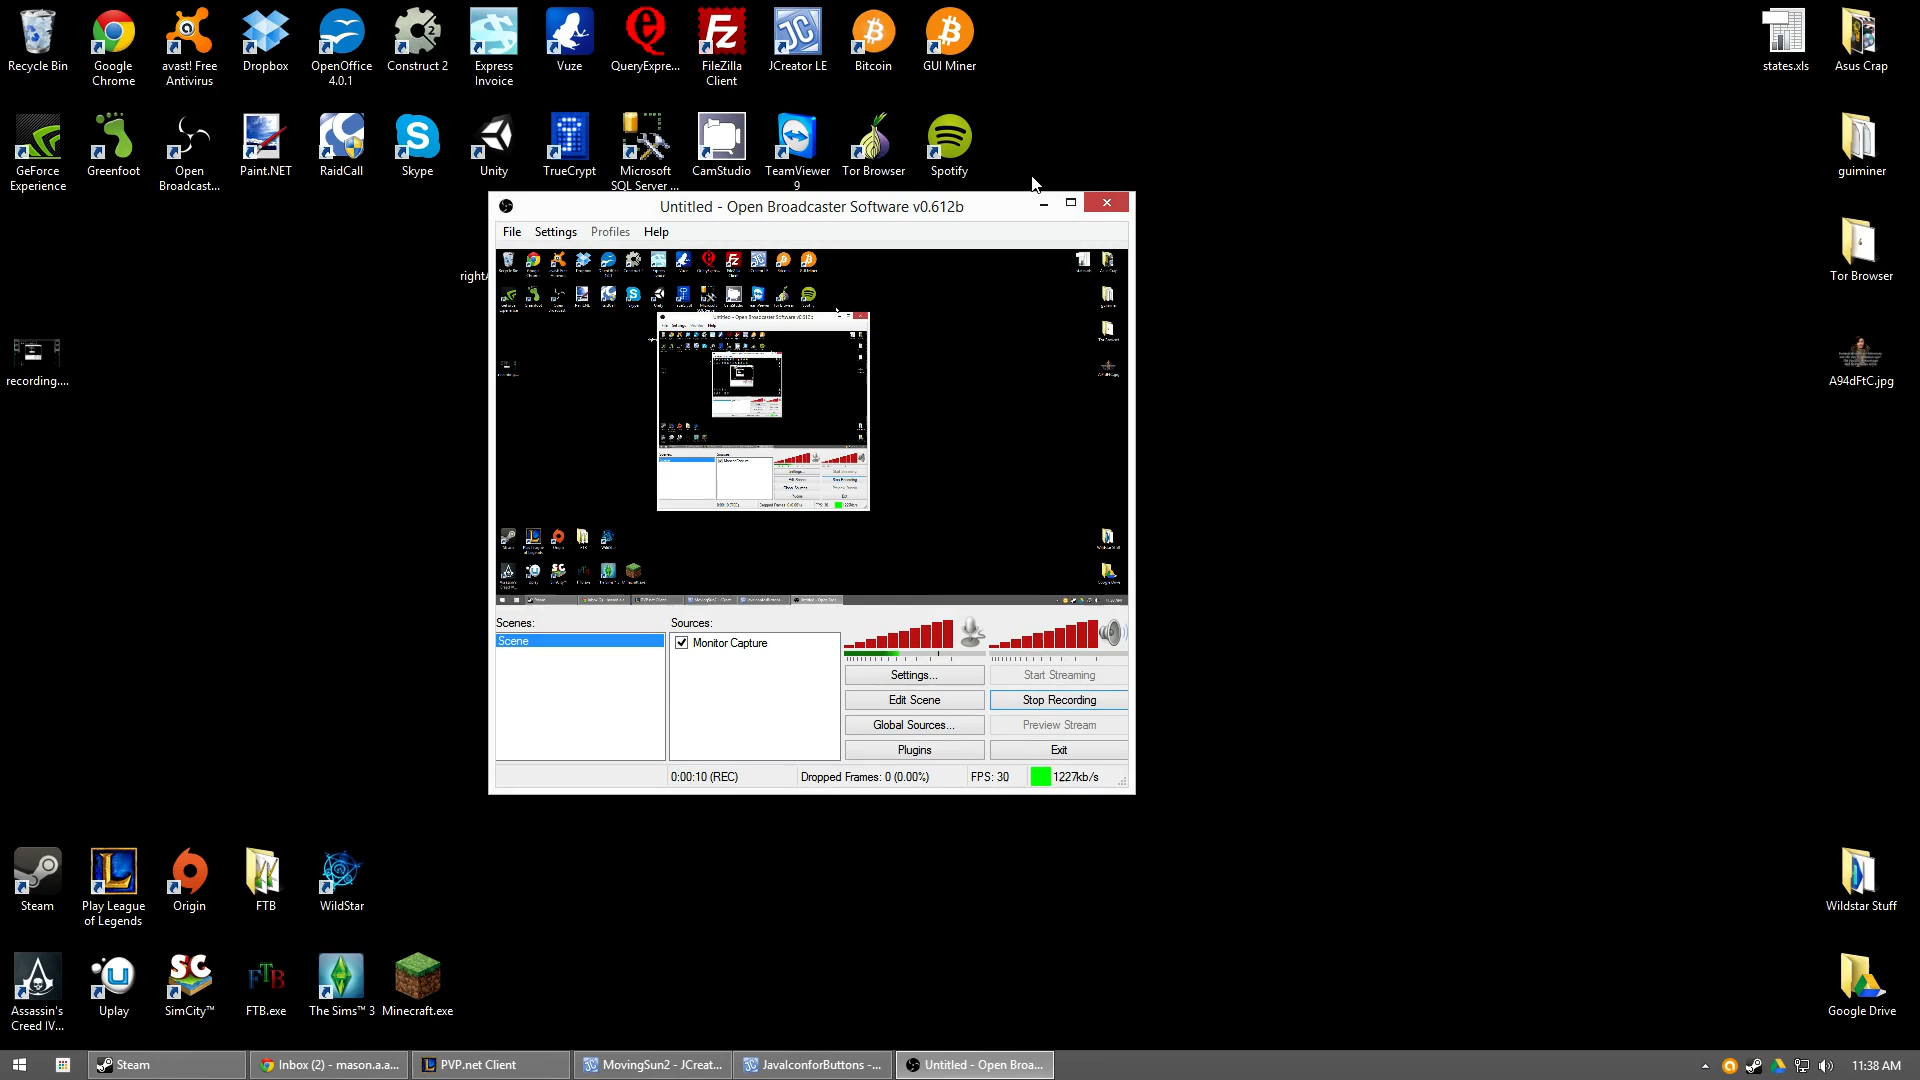 Recycle Bin
Google Chrome
avast! Free Antivirus
Dropbox
OpenOffice 4.0.1
Construct 2
Express Invoice
Vuze
QueryExpre...
FileZilla Client
JCreator LE
Bitcoin
GUI Miner
states.xls
Asus Crap
GeForce Experience
Greenfoot
Open Broadcast...
Paint.NET
RaidCall
Skype
Unity
TrueCrypt
Microsoft SQL Server ...
CamStudio
TeamViewer 9
Tor Browser
Spotify
guiminer
Untitled - Open Broadcaster Software v0.612b
File Settings Profiles Help
Tor Browser
recording....
A94dFtC.jpg
Scenes:
Scene
Sources:
Monitor Capture
Settings...
Start Streaming
Edit Scene
Stop Recording
Global Sources...
Preview Stream
Plugins
Exit
0:00:10 (REC)
Dropped Frames: 0 (0.00%)
FPS: 30
1227kb/s
Steam
Play League of Legends
Origin
FTB
WildStar
Wildstar Stuff
Assassin's Creed IV...
Uplay
SimCity™
FTB.exe
The Sims™ 3
Minecraft.exe
Google Drive
Steam
Inbox (2) - mason.a.a...
PVP.net Client
MovingSun2 - JCreat...
JavaIconforButtons -...
Untitled - Open Broa...
11:38 AM